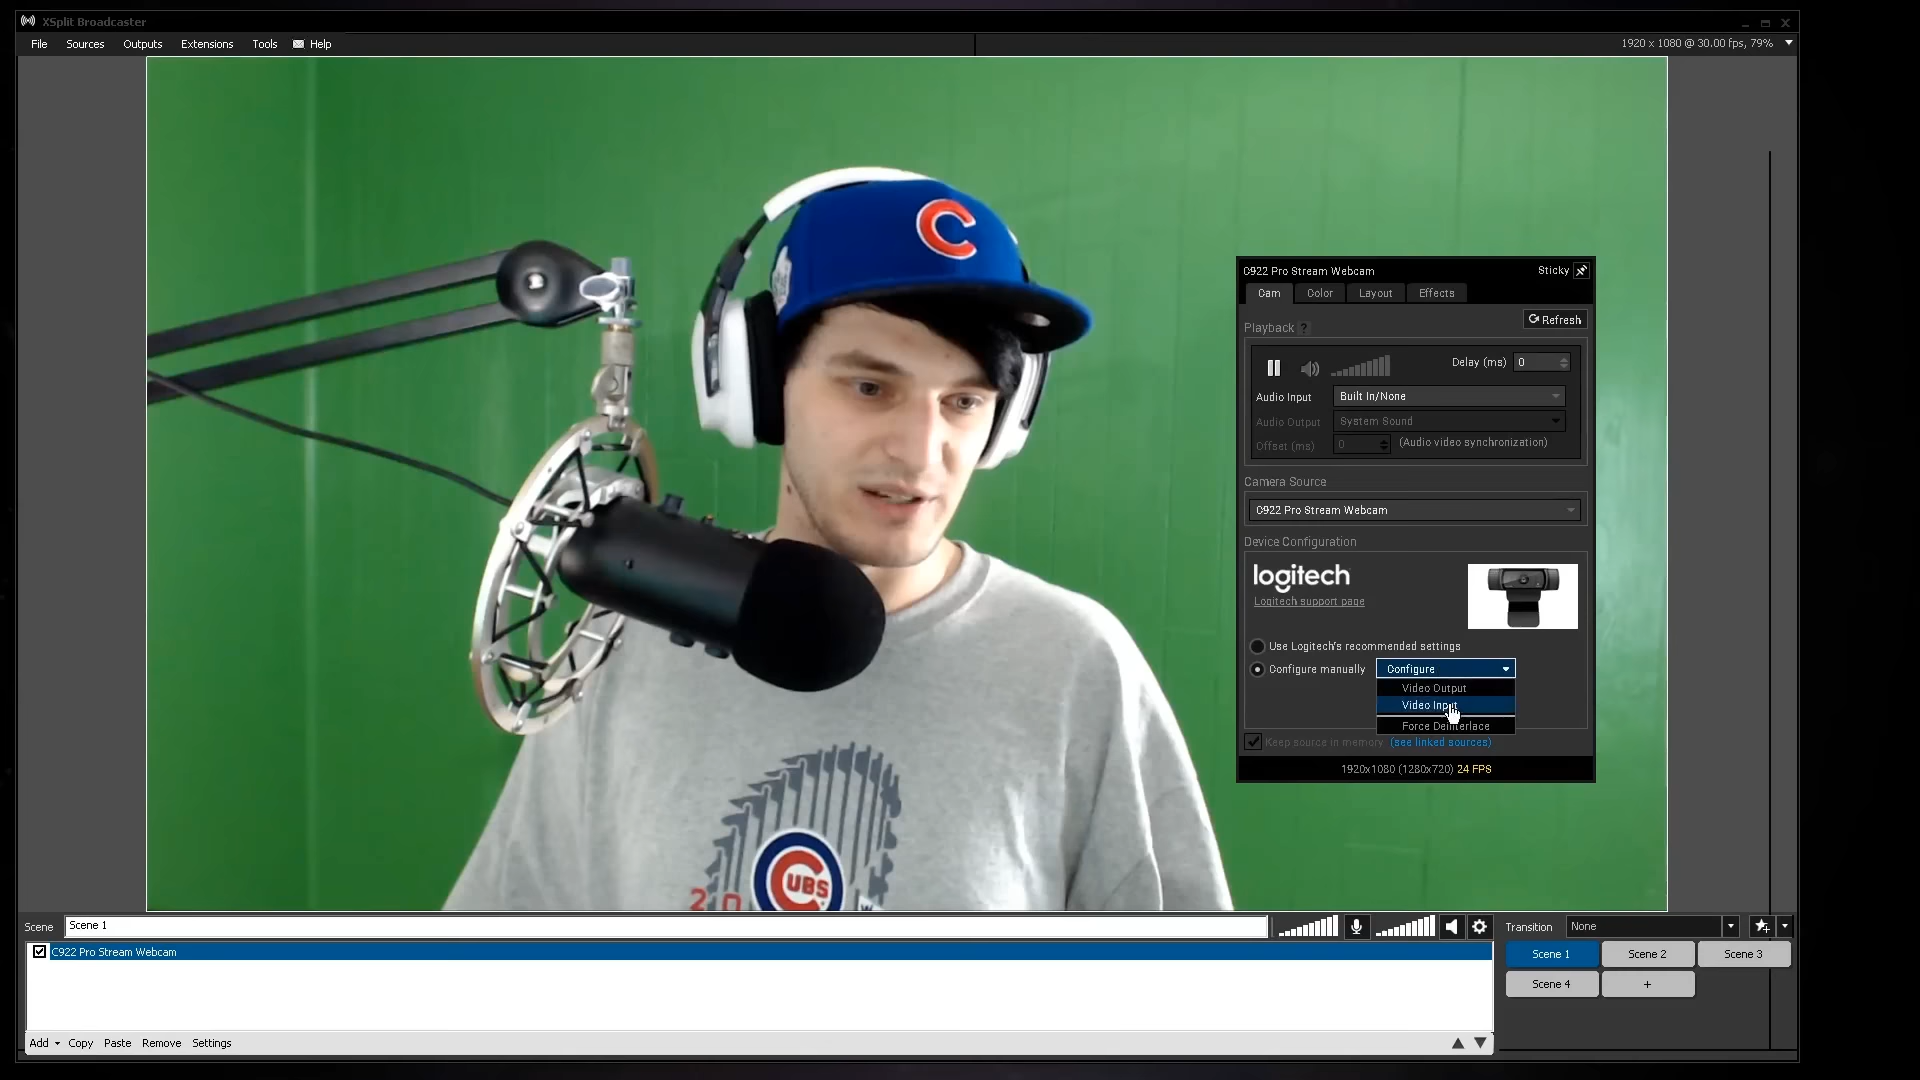 XSplit Broadcaster
File Sources Outputs Extensions Tools Help
1920 x 1080 @ 30.00 fps, 79%
C
C922 Pro Stream Webcam Sticky
Cam Color Layout Effects
Refresh
Playback ?
Delay (ms) 0
Audio Input Built In/None
Audio Output System Sound
Offset (ms) 0 (Audio video synchronization)
Camera Source
C922 Pro Stream Webcam
Device Configuration
logitech
Logitech support page
Use Logitech's recommended settings
Configure manually Configure
Video Output
Video Input
Force Deinterlace
Keep source in memory (see linked sources)
1920x1080 (1280x720) 24 FPS
CUBS
20 W
Scene Scene 1
Transition None
C922 Pro Stream Webcam
Scene 1 Scene 2 Scene 3
Scene 4 +
Add Copy Paste Remove Settings